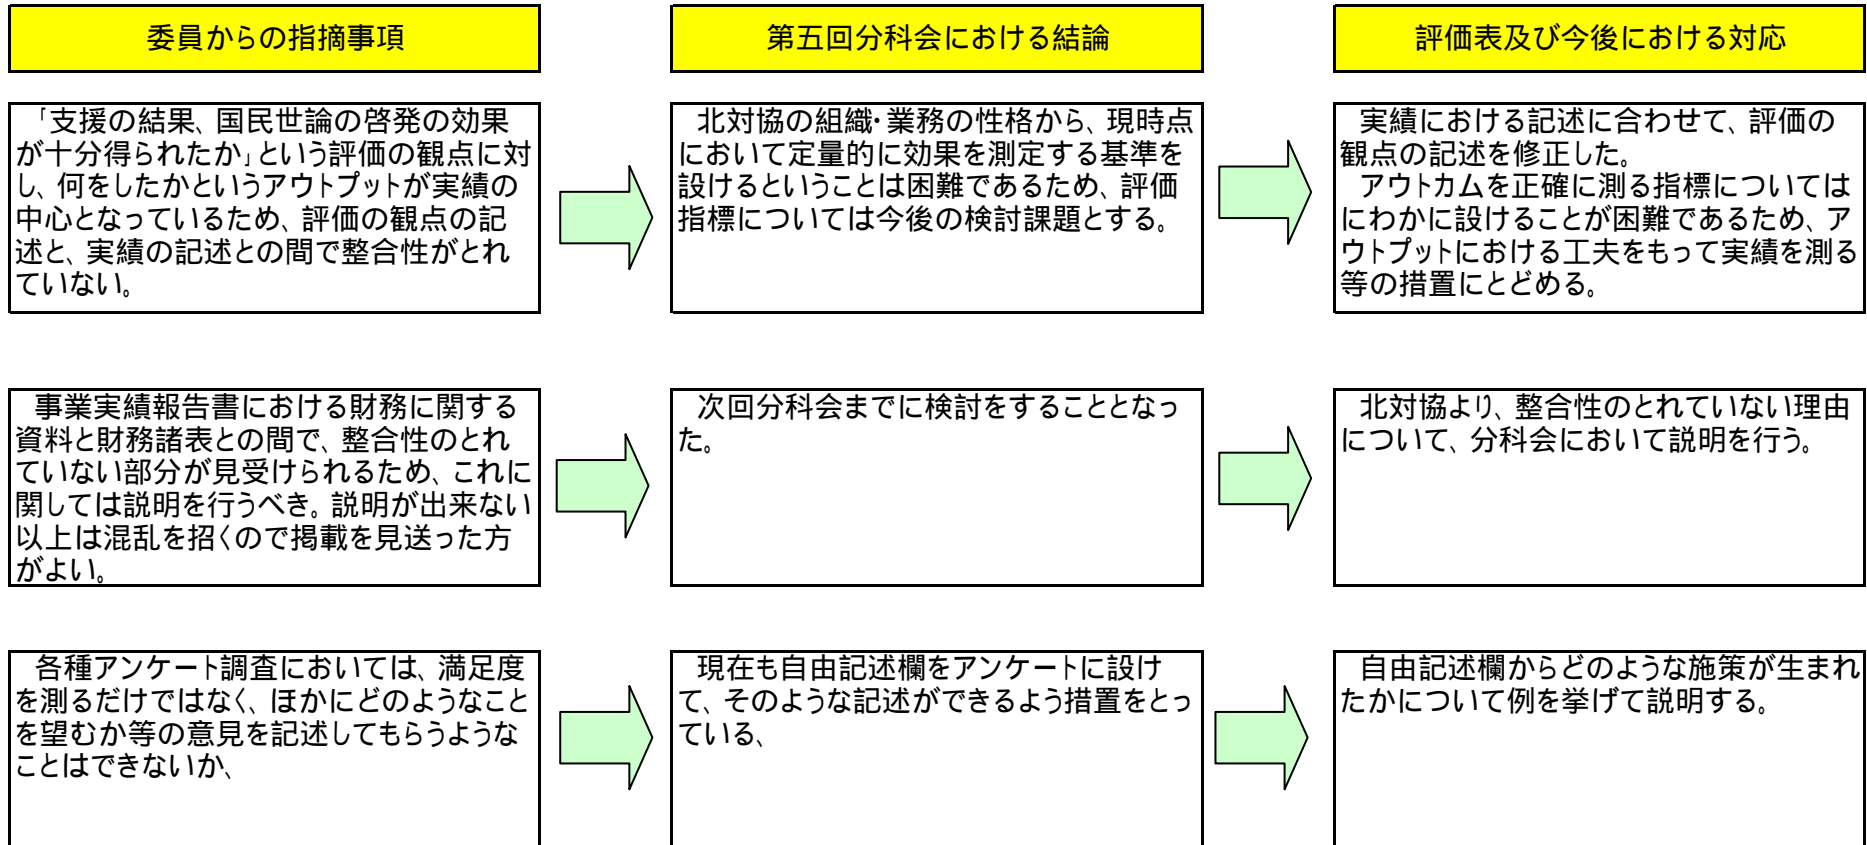 委員からの指摘事項
第五回分科会における結論
評価表及び今後における対応
「支援の結果、国民世論の啓発の効果
が十分得られたか」という評価の観点に対
し、何をしたかというアウトプットが実績の
中心となっているため、評価の観点の記
述と、実績の記述との間で整合性がとれ
ていない。
北対協の組織・業務の性格から、現時点
において定量的に効果を測定する基準を
設けるということは困難であるため、評価
指標については今後の検討課題とする。
実績における記述に合わせて、評価の
観点の記述を修正した。
アウトカムを正確に測る指標については
にわかに設けることが困難であるため、ア
ウトプットにおける工夫をもって実績を測る
等の措置にとどめる。
事業実績報告書における財務に関する
資料と財務諸表との間で、整合性のとれ
ていない部分が見受けられるため、これに
関しては説明を行うべき。説明が出来ない
以上は混乱を招くので掲載を見送った方
がよい。
次回分科会までに検討をすることとなっ
た。
北対協より、整合性のとれていない理由
について、分科会において説明を行う。
各種アンケート調査においては、満足度
を測るだけではなく、ほかにどのようなこと
を望むか等の意見を記述してもらうような
ことはできないか、
現在も自由記述欄をアンケートに設け
て、そのような記述ができるよう措置をとっ
ている、
自由記述欄からどのような施策が生まれ
たかについて例を挙げて説明する。